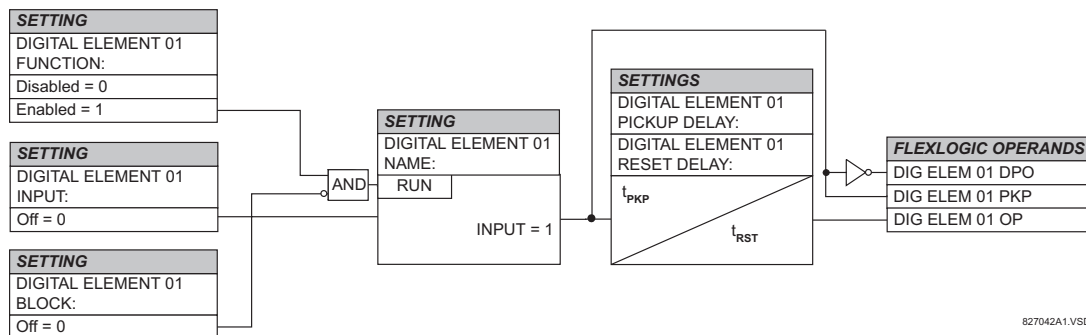 SETTING
DIGITAL ELEMENT 01
FUNCTION:
Disabled = 0
Enabled = 1
SETTING
DIGITAL ELEMENT 01
INPUT:
Off = 0
SETTING
DIGITAL ELEMENT 01
BLOCK:
Off = 0
AND
SETTING
DIGITAL ELEMENT 01
NAME:
RUN
INPUT = 1
SETTINGS
DIGITAL ELEMENT 01
PICKUP DELAY:
DIGITAL ELEMENT 01
RESET DELAY:
tPKP
tRST
FLEXLOGIC OPERANDS
DIG ELEM 01 DPO
DIG ELEM 01 PKP
DIG ELEM 01 OP
827042A1.VSD